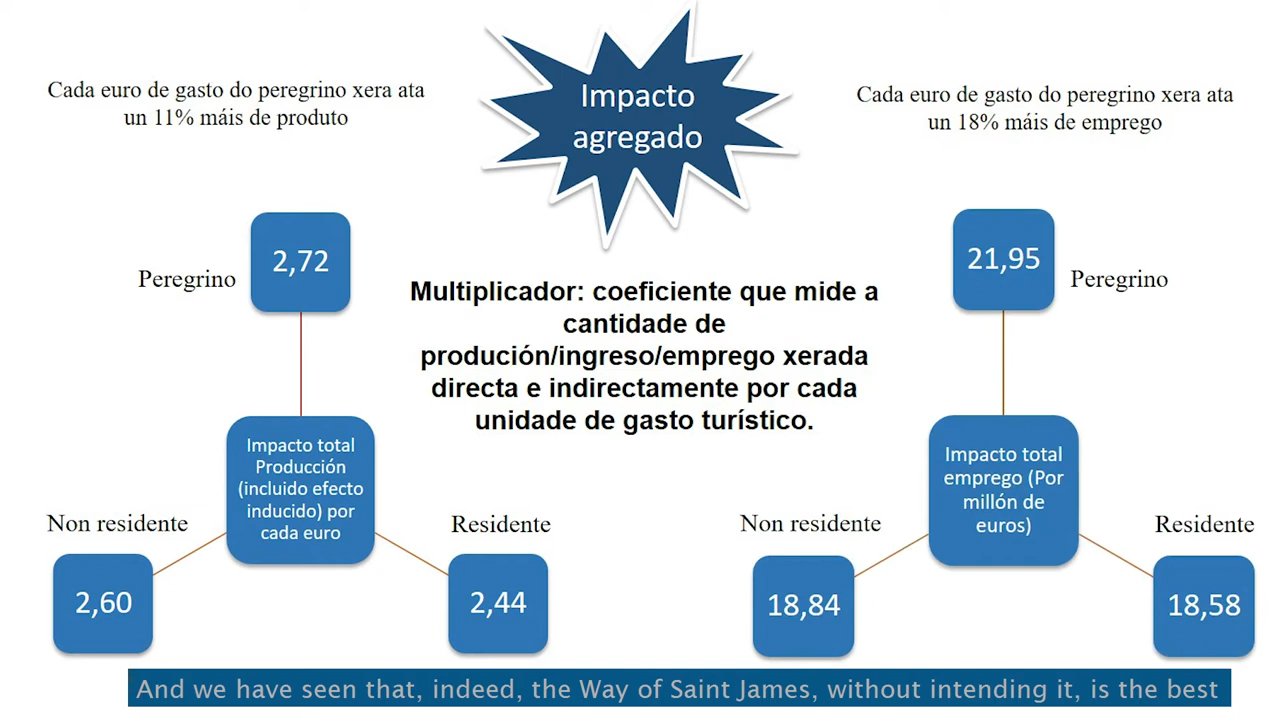 Cada euro de gasto do peregrino xera ata
un 11% máis de produto
Impacto
agregado
Cada euro de gasto do peregrino xera ata
un 18% máis de emprego
2,72
Peregrino
21,95
Peregrino
Multiplicador: coeficiente que mide a
cantidade de
produción/ingreso/emprego xerada
directa e indirectamente por cada
unidade de gasto turístico.
Impacto total
Producción
(incluido efecto
inducido) por
cada euro
Non residente
2,60
Residente
2,44
Impacto total
emprego (Por
millón de
euros)
Non residente
18,84
Residente
18,58
And we have seen that, indeed, the Way of Saint James, without intending it, is the best